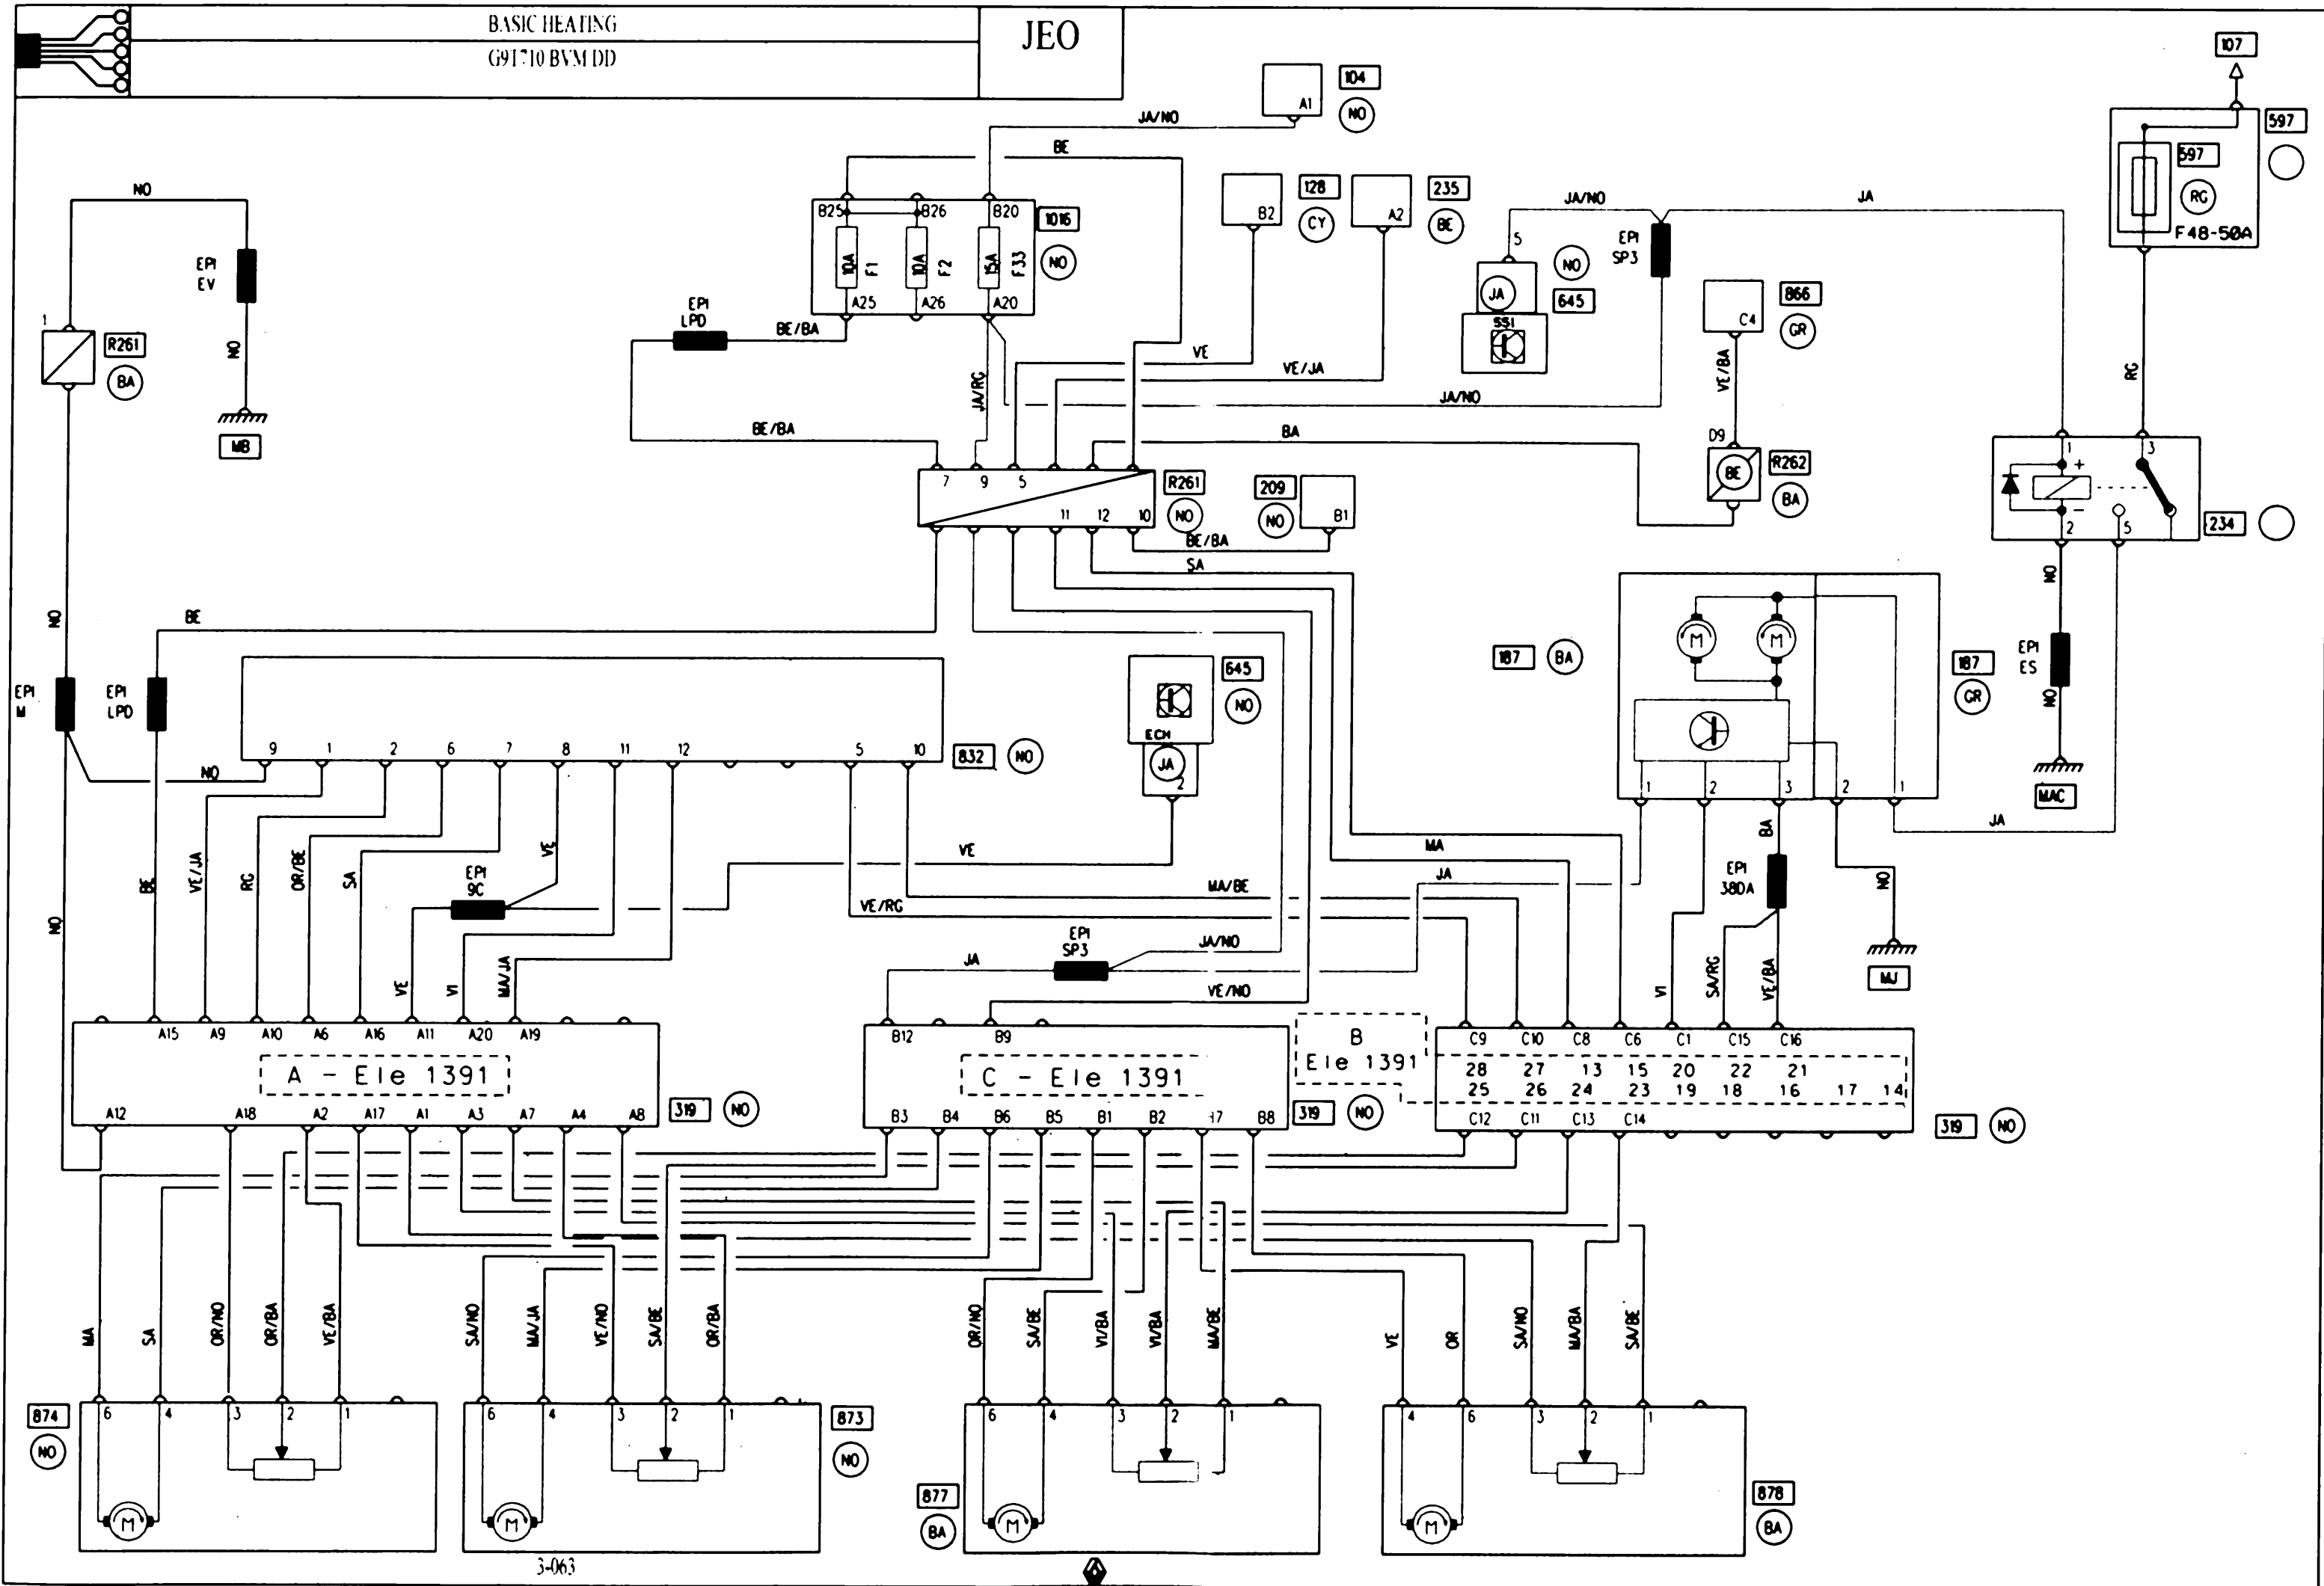 BASIC HEATING
JEO
G9T710 BVM DD
107
104
A1
NO
JA/NO
BE
597
597
RG
F48-50A
NO
128
B2
CY
235
A2
BE
JA/NO
JA
B25
B26
B20
1016
10A
F1
10A
F2
15A
F33
NO
A25
A26
A20
EPI
EV
EPI
SP3
5
NO
JA
645
SSI
866
C4
GR
EPI
LPD
BE/BA
1
R261
BA
NO
VE
VE/JA
JA/RG
JA/NO
VE/BA
RG
MB
BE/BA
BA
D9
BE
R262
BA
1
3
+
-
2
5
234
7
9
5
11
12
10
R261
NO
209
NO
B1
BE/BA
SA
NO
BE
187
BA
M
M
187
GR
NO
EPI
ES
NO
EPI
M
EPI
LPD
645
NO
ECH
JA
2
9
1
2
6
7
8
11
12
5
10
832
NO
NO
1
2
3
2
1
MAC
BA
JA
MA
VE
BE
VE/JA
RG
OR/BE
SA
VE
EPI
9C
JA
MA/BE
VE/RG
EPI
38DA
NO
NO
EPI
SP3
JA/NO
JA
VE
VI
MA/JA
VE/NO
VI
SA/RG
VE/BA
MJ
A15
A9
A10
A6
A16
A11
A20
A19
A - Ele 1391
A12
A18
A2
A17
A1
A3
A7
A4
A8
319
NO
B12
B9
C - Ele 1391
B3
B4
B6
B5
B1
B2
B8
319
NO
B
Ele 1391
C9
C10
C8
C6
C1
C15
C16
28 27 13 15 20 22 21
25 26 24 23 19 18 16 17 14
C12
C11
C13
C14
319
NO
MA
SA
OR/NO
OR/BA
VE/BA
SA/NO
MA/JA
VE/NO
SA/BE
OR/BA
OR/NO
SA/BE
VI/BA
VI/BA
MA/BE
VE
OR
SA/NO
MA/BA
SA/BE
874
NO
6
4
3
2
1
M
873
NO
6
4
3
2
1
M
877
BA
6
4
3
2
1
M
878
BA
4
6
3
2
1
M
3-063